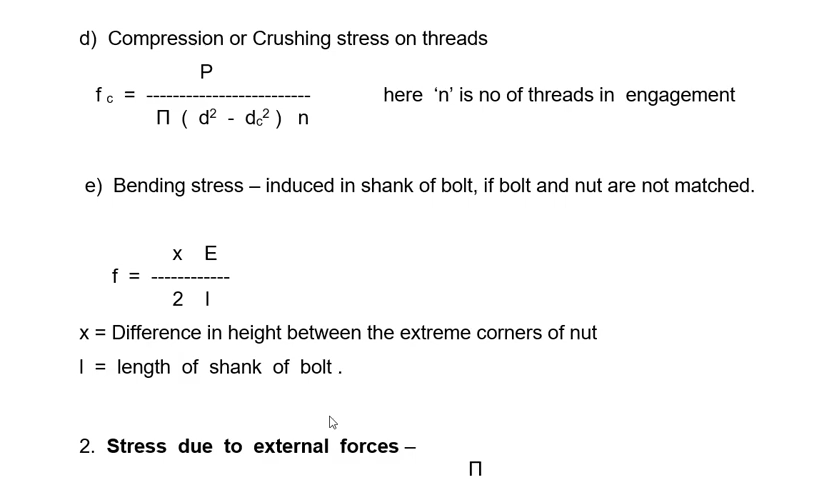 d) Compression or Crushing stress on threads
P
f c = ------------------------- here ‘n’ is no of threads in engagement
Π ( d² - dc² ) n
e) Bending stress – induced in shank of bolt, if bolt and nut are not matched.
x E
f = ------------
2 l
x = Difference in height between the extreme corners of nut
l = length of shank of bolt .
2. Stress due to external forces –
Π